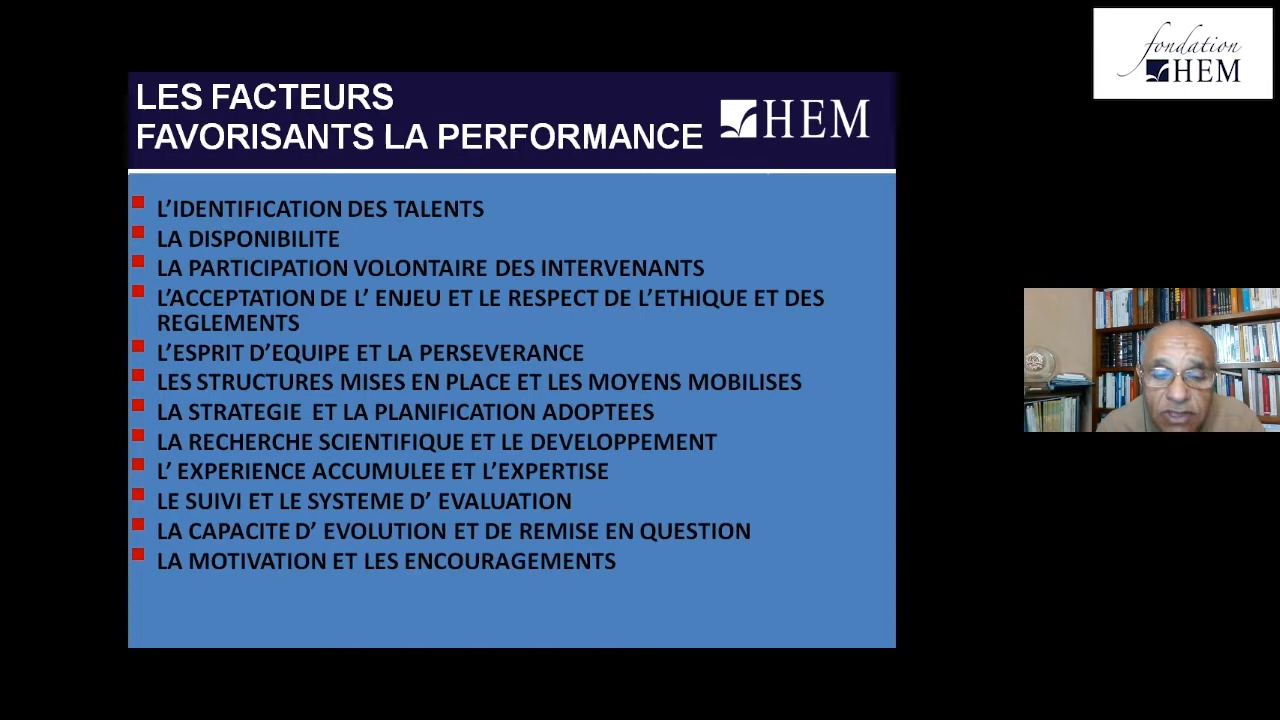 fondation
HEM
LES FACTEURS
FAVORISANTS LA PERFORMANCE
HEM
L’IDENTIFICATION DES TALENTS
LA DISPONIBILITE
LA PARTICIPATION VOLONTAIRE DES INTERVENANTS
L’ACCEPTATION DE L’ ENJEU ET LE RESPECT DE L’ETHIQUE ET DES
REGLEMENTS
L’ESPRIT D’EQUIPE ET LA PERSEVERANCE
LES STRUCTURES MISES EN PLACE ET LES MOYENS MOBILISES
LA STRATEGIE  ET LA PLANIFICATION ADOPTEES
LA RECHERCHE SCIENTIFIQUE ET LE DEVELOPPEMENT
L’ EXPERIENCE ACCUMULEE ET L’EXPERTISE
LE SUIVI ET LE SYSTEME D’ EVALUATION
LA CAPACITE D’ EVOLUTION ET DE REMISE EN QUESTION
LA MOTIVATION ET LES ENCOURAGEMENTS